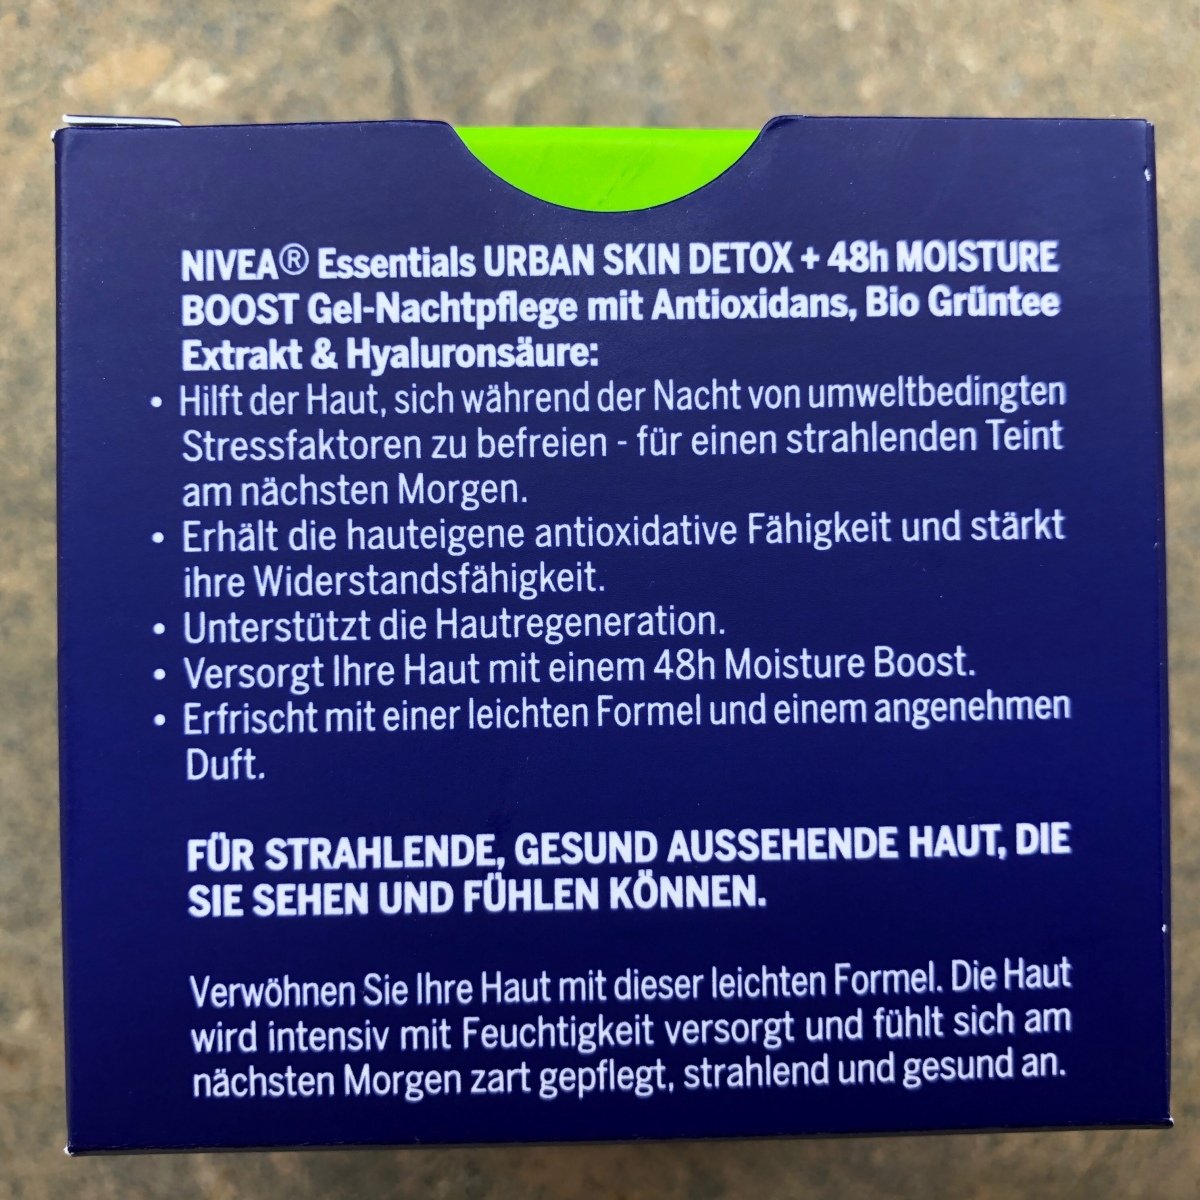 NIVEA® Essentials URBAN SKIN DETOX + 48h MOISTURE
BOOST Gel-Nachtpflege mit Antioxidans, Bio Grüntee
Extrakt & Hyaluronsäure:
• Hilft der Haut, sich während der Nacht von umweltbedingten
Stressfaktoren zu befreien - für einen strahlenden Teint
am nächsten Morgen.
• Erhält die hauteigene antioxidative Fähigkeit und stärkt
ihre Widerstandsfähigkeit.
• Unterstützt die Hautregeneration.
• Versorgt Ihre Haut mit einem 48h Moisture Boost.
• Erfrischt mit einer leichten Formel und einem angenehmen
Duft.
FÜR STRAHLENDE, GESUND AUSSEHENDE HAUT, DIE
SIE SEHEN UND FÜHLEN KÖNNEN.
Verwöhnen Sie Ihre Haut mit dieser leichten Formel. Die Haut
wird intensiv mit Feuchtigkeit versorgt und fühlt sich am
nächsten Morgen zart gepflegt, strahlend und gesund an.